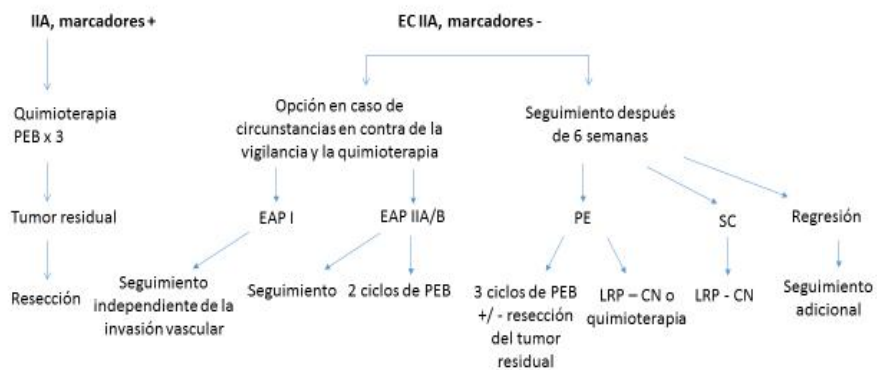 IIA, marcadores +
EC IIA, marcadores -
Quimioterapia
PEB x 3
Opción en caso de
circunstancias en contra de la
vigilancia y la quimioterapia
Seguimiento después
de 6 semanas
Tumor residual
EAP I
EAP IIA/B
PE
SC
Regresión
Resección
Seguimiento
independiente de la
invasión vascular
Seguimiento
2 ciclos de PEB
3 ciclos de PEB
+/ - resección
del tumor
residual
LRP – CN o
quimioterapia
LRP - CN
Seguimiento
adicional